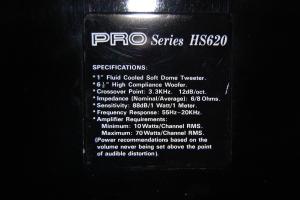 PRO Series HS620
SPECIFICATIONS:
* 1" Fluid Cooled Soft Dome Tweeter.
* 6½" High Compliance Woofer.
* Crossover Point: 3.3KHz. 12dB/oct.
* Impedance (Nominal/Average): 6/8 Ohms.
* Sensitivity: 88dB/1 Watt/1 Meter.
* Frequency Response: 55Hz-20KHz.
* Amplifier Requirements:
Minimum: 10 Watts/Channel RMS.
Maximum: 70 Watts/Channel RMS.
(Power recommendations based on the
volume never being set above the point
of audible distortion).